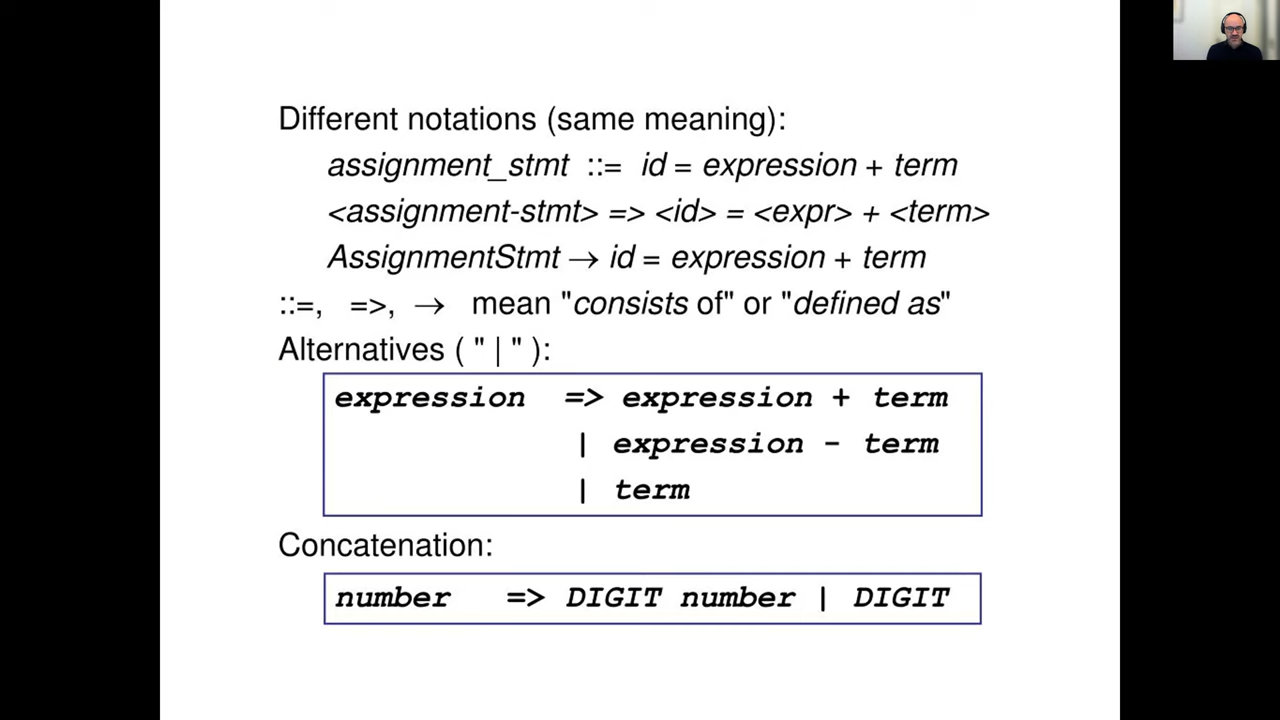 Different notations (same meaning):
assignment_stmt ::= id = expression + term
<assignment-stmt> => <id> = <expr> + <term>
AssignmentStmt → id = expression + term
::=, =>, → mean "consists of" or "defined as"
Alternatives ( " | " ):
expression => expression + term
| expression - term
| term
Concatenation:
number => DIGIT number | DIGIT